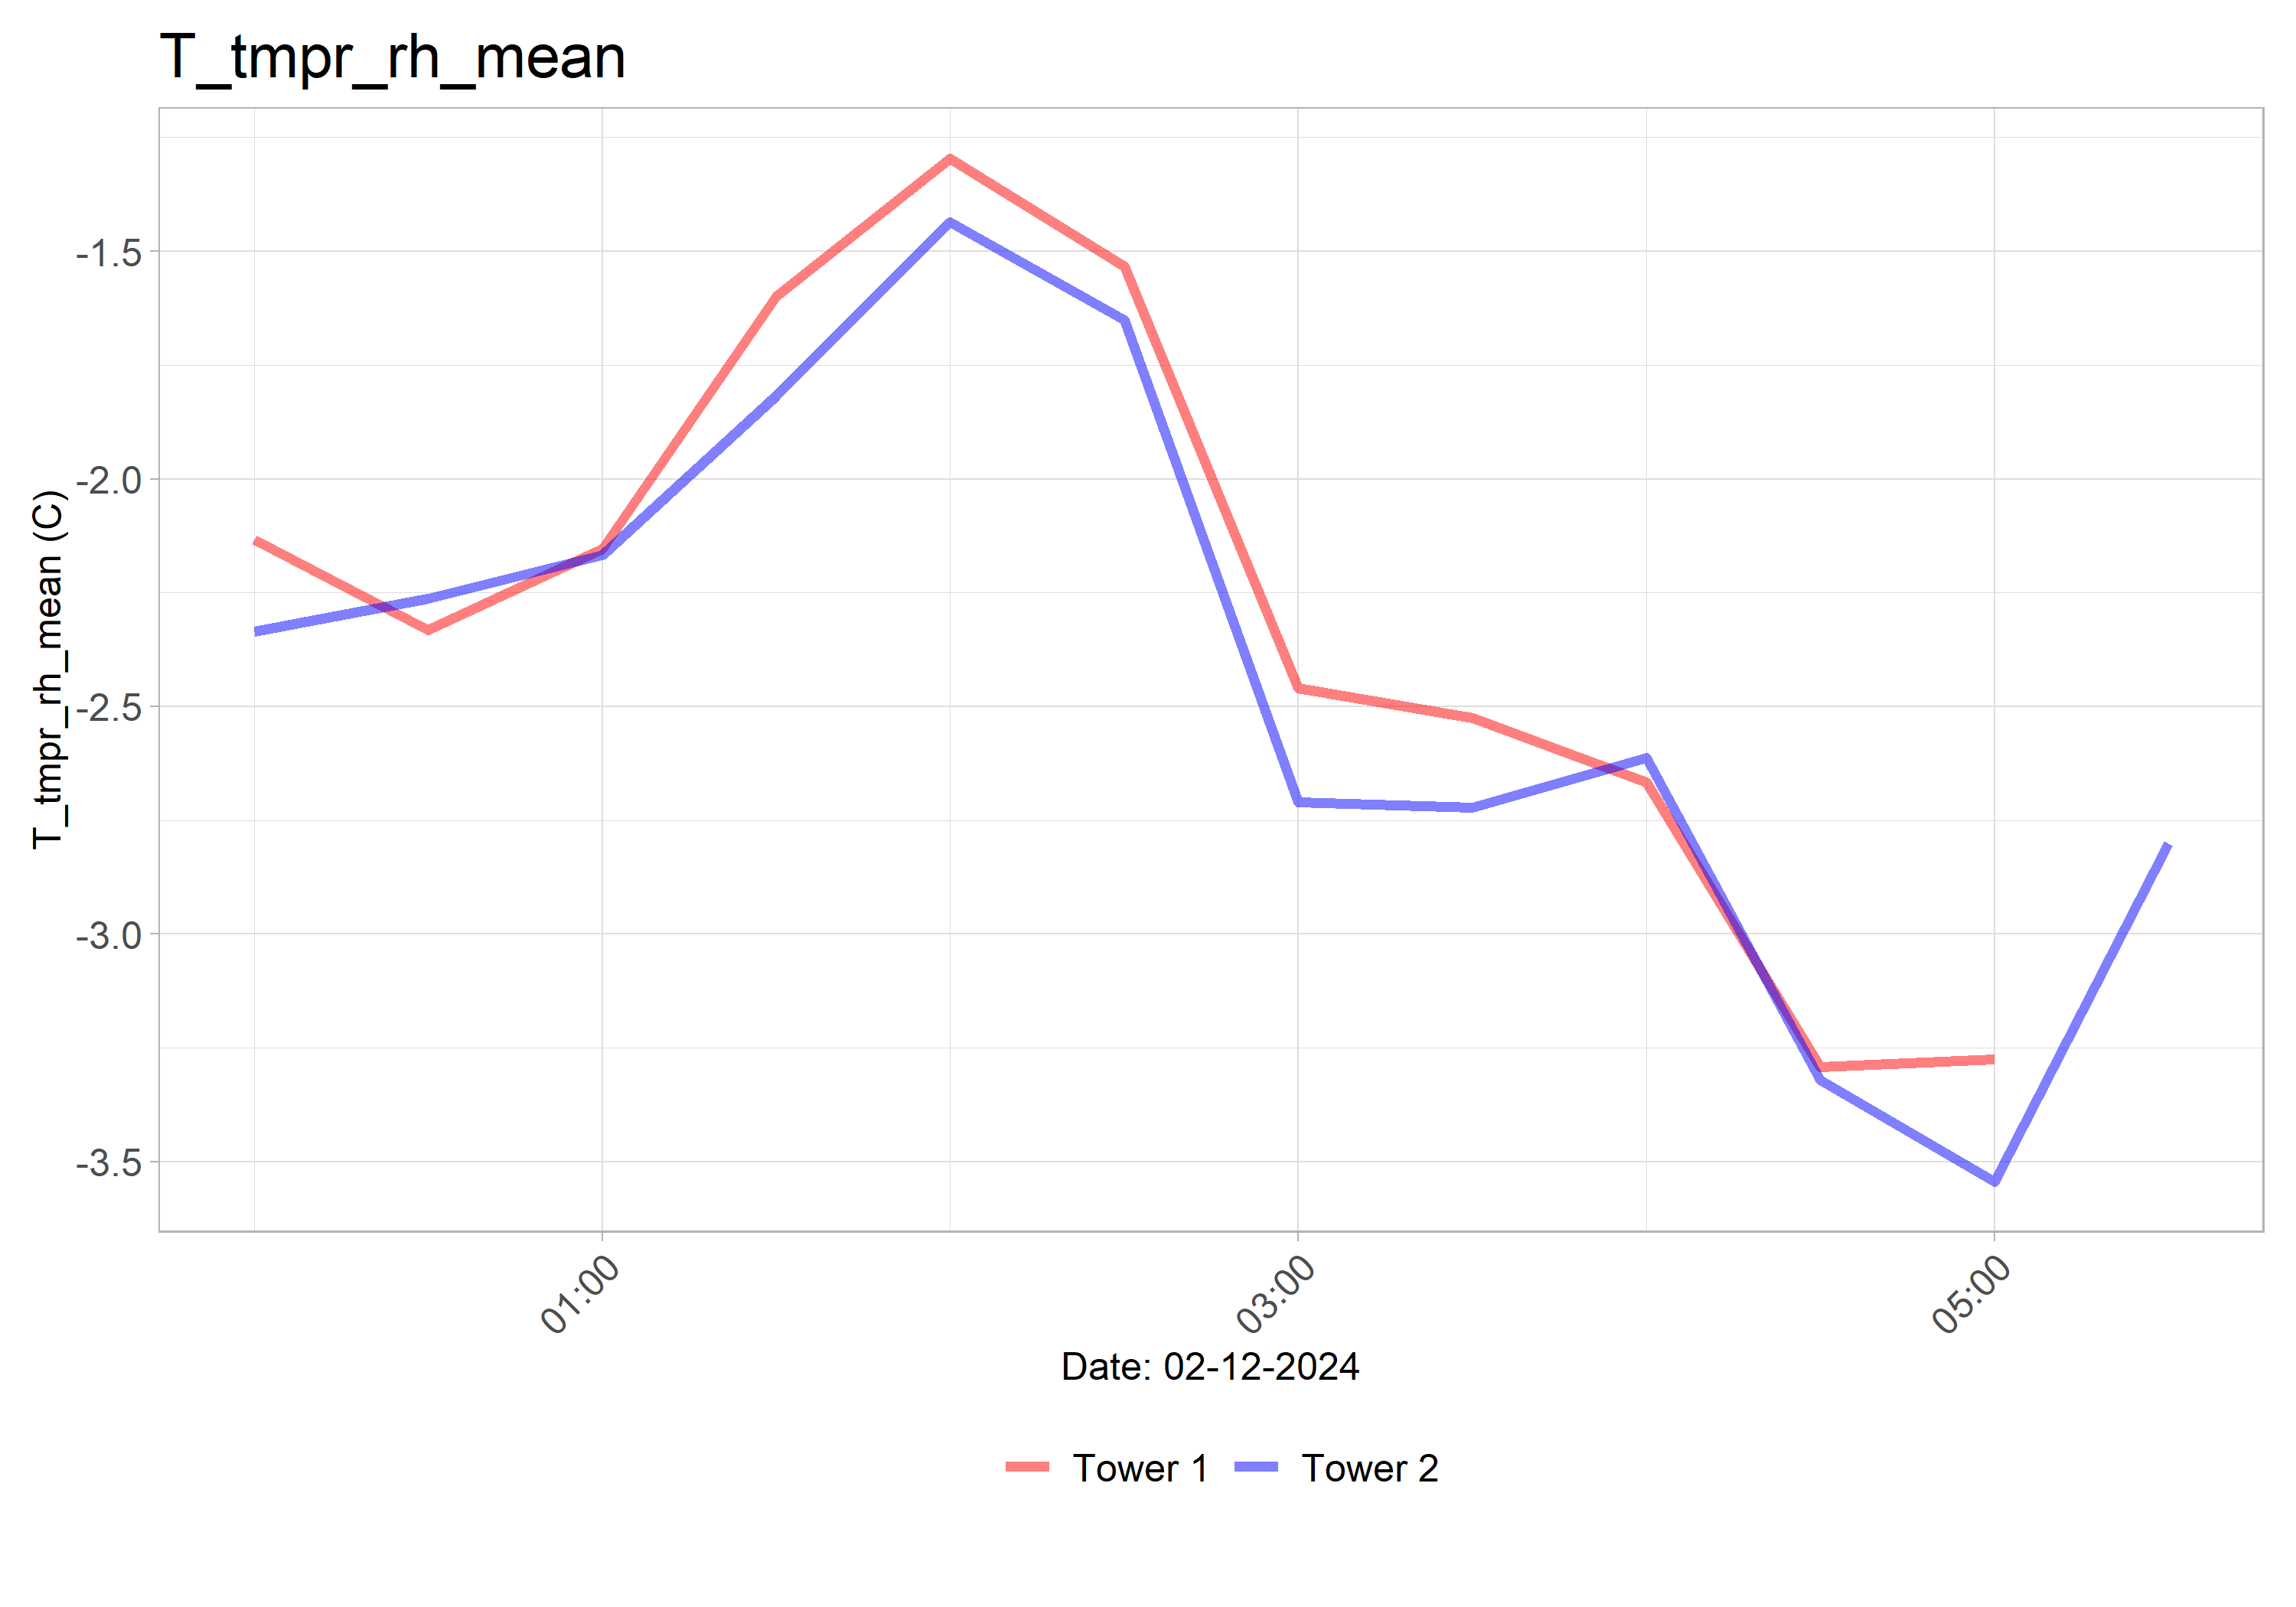 T_tmpr_rh_mean
T_tmpr_rh_mean (C)
-1.5
-2.0
-2.5
-3.0
-3.5
01:00
03:00
05:00
Date: 02-12-2024
Tower 1
Tower 2